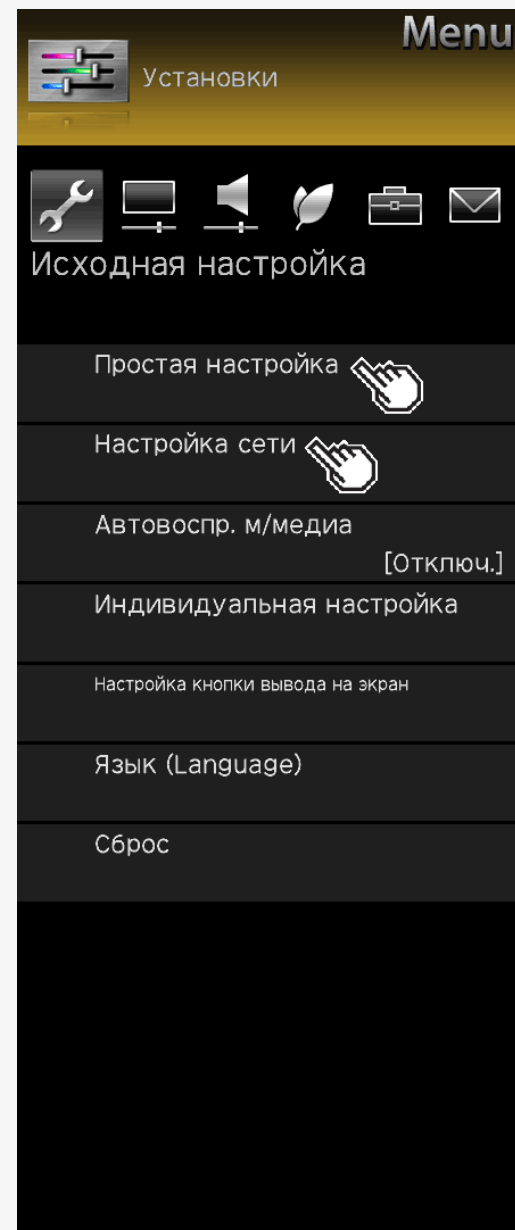 Menu
Установки
Исходная настройка
Простая настройка
Настройка сети
Автовоспр. м/медиа
[Отключ.]
Индивидуальная настройка
Настройка кнопки вывода на экран
Язык (Language)
Сброс